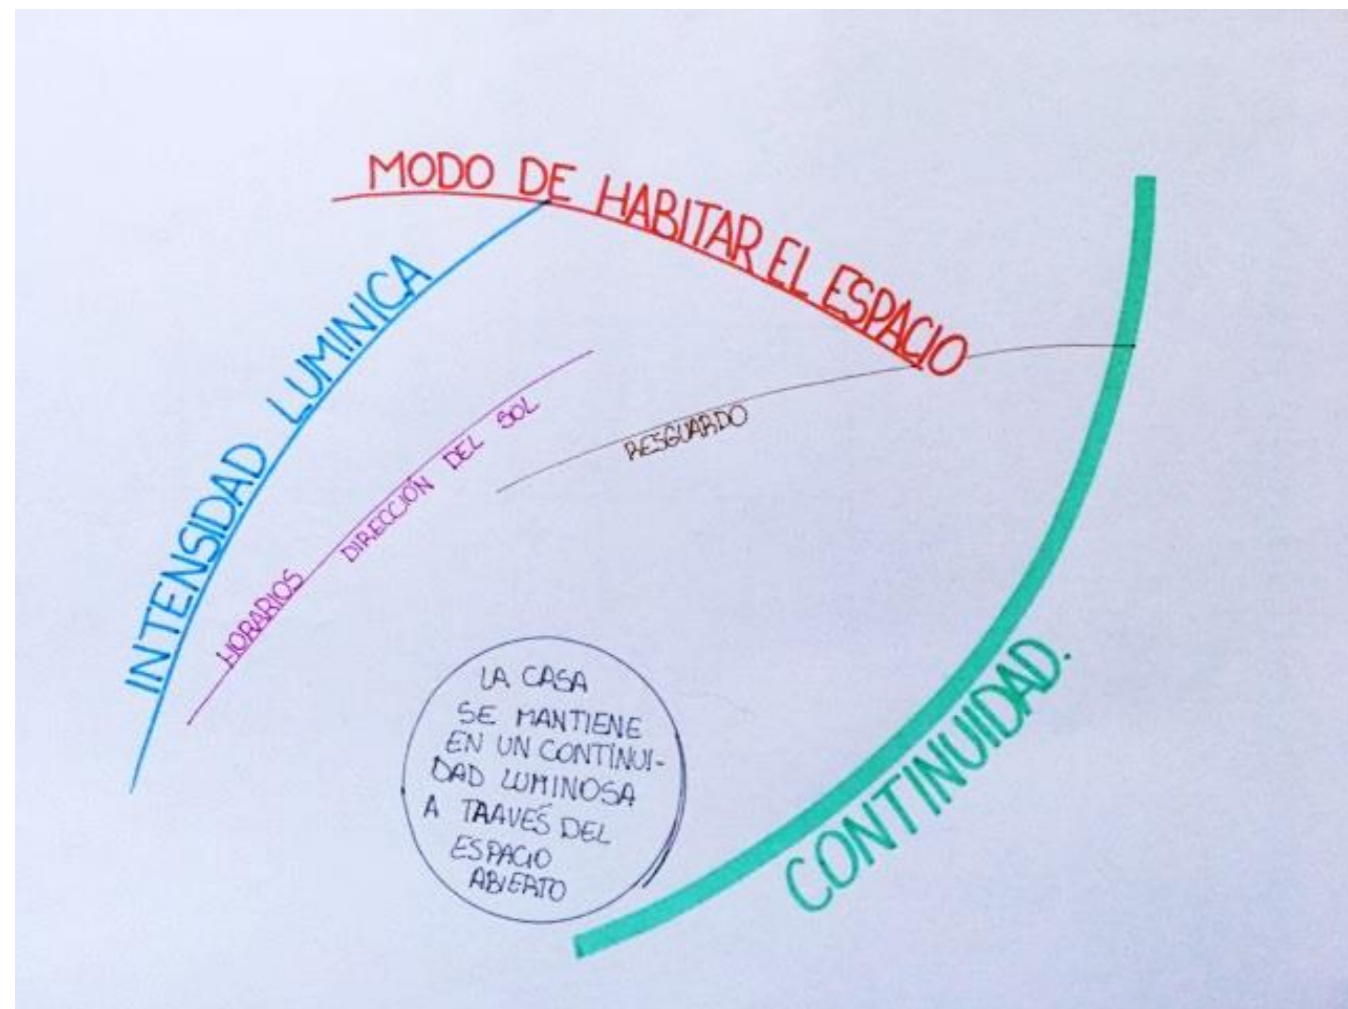 MODO DE HABITAR EL ESPACIO
INTENSIDAD LUMINICA
HORARIOS DIRECCIÓN DEL SOL
RESGUARDO
LA CASA
SE MANTIENE
EN UN CONTINUI-
DAD LUMINOSA
A TRAVÉS DEL
ESPACIO
ABIERTO
CONTINUIDAD.